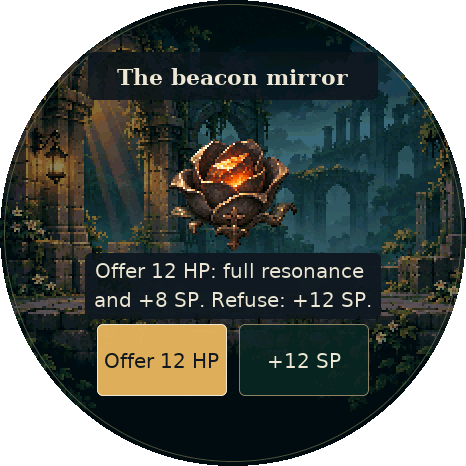 The beacon mirror
Offer 12 HP: full resonance
and +8 SP. Refuse: +12 SP.
Offer 12 HP
+12 SP